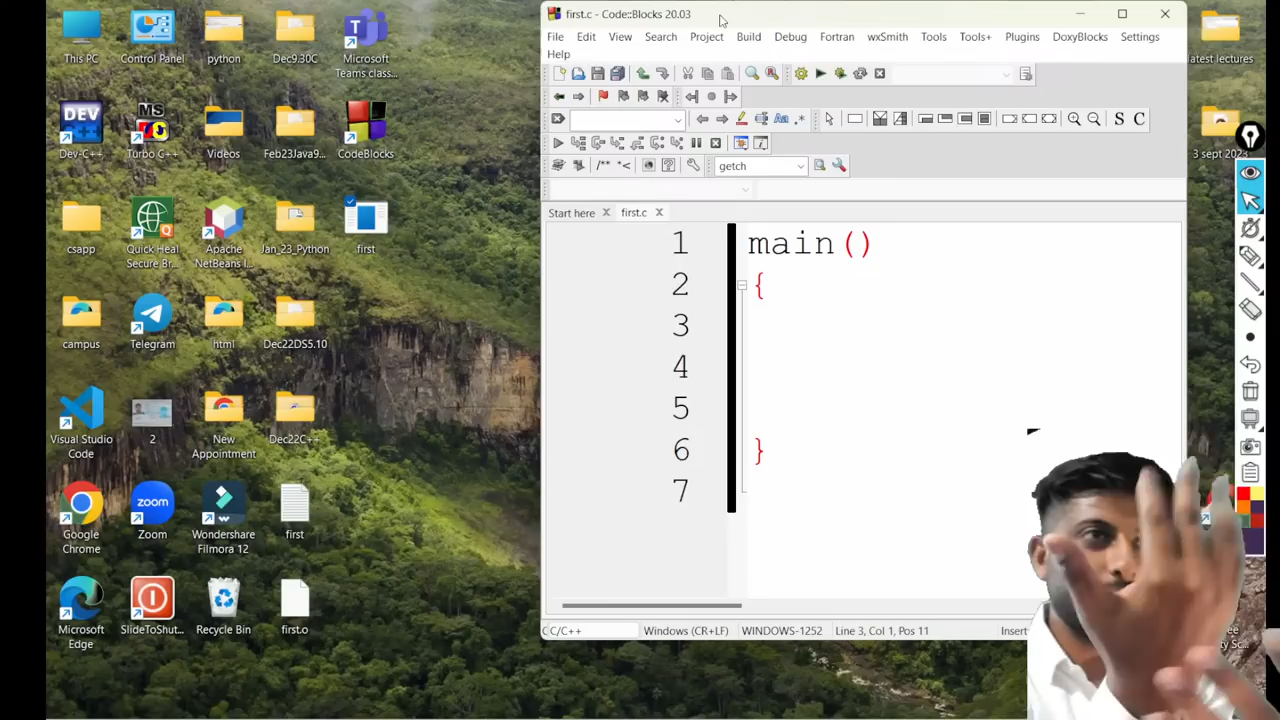 This PC
Control Panel
python
Dec9.30C
Microsoft
Teams class...
DEV
Dev-C++
MS
Turbo C++
Videos
Feb23Java9...
CodeBlocks
csapp
Quick Heal
Secure Br...
Apache
NetBeans I...
Jan_23_Python
first
campus
Telegram
html
Dec22DS5.10
Visual Studio
Code
2
New
Appointment
Dec22C++
Google
Chrome
zoom
Zoom
Wondershare
Filmora 12
first
Microsoft
Edge
SlideToShut...
Recycle Bin
first.o
first.c - Code::Blocks 20.03
File Edit View Search Project Build Debug Fortran wxSmith Tools Tools+ Plugins DoxyBlocks Settings
Help
Aa .*
S C
/** *<
getch
Start here
first.c
1 main()
2 {
3
4
5
6 }
7
C/C++ Windows (CR+LF) WINDOWS-1252 Line 3, Col 1, Pos 11 Insert
latest lectures
3 sept 2023